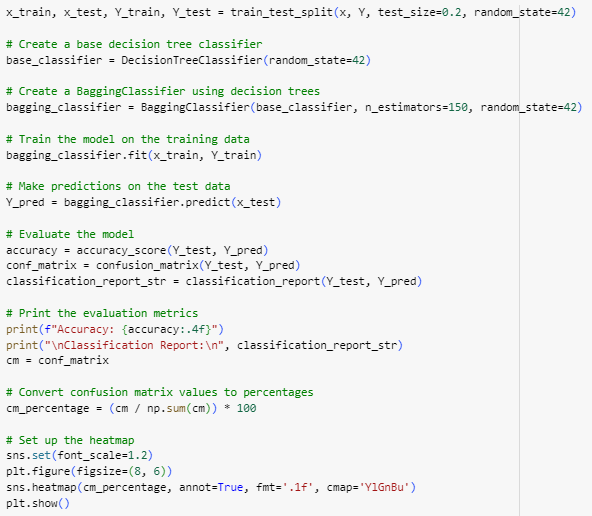 x_train, x_test, Y_train, Y_test = train_test_split(x, Y, test_size=0.2, random_state=42)
# Create a base decision tree classifier
base_classifier = DecisionTreeClassifier(random_state=42)
# Create a BaggingClassifier using decision trees
bagging_classifier = BaggingClassifier(base_classifier, n_estimators=150, random_state=42)
# Train the model on the training data
bagging_classifier.fit(x_train, Y_train)
# Make predictions on the test data
Y_pred = bagging_classifier.predict(x_test)
# Evaluate the model
accuracy = accuracy_score(Y_test, Y_pred)
conf_matrix = confusion_matrix(Y_test, Y_pred)
classification_report_str = classification_report(Y_test, Y_pred)
# Print the evaluation metrics
print(f"Accuracy: {accuracy:.4f}")
print("\nClassification Report:\n", classification_report_str)
cm = conf_matrix
# Convert confusion matrix values to percentages
cm_percentage = (cm / np.sum(cm)) * 100
# Set up the heatmap
sns.set(font_scale=1.2)
plt.figure(figsize=(8, 6))
sns.heatmap(cm_percentage, annot=True, fmt='.1f', cmap='YlGnBu')
plt.show()